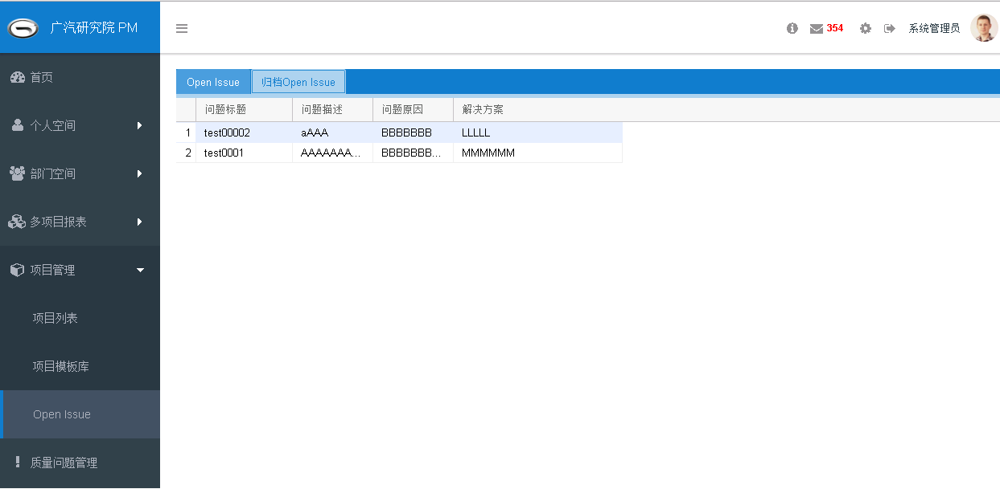 广汽研究院 PM
354
系统管理员
首页
个人空间
部门空间
多项目报表
项目管理
项目列表
项目模板库
Open Issue
质量问题管理
Open Issue 归档Open Issue
问题标题 问题描述 问题原因 解决方案
1 test00002 aAAA BBBBBBB LLLLL
2 test0001 AAAAAAA... BBBBBBB... MMMMMM